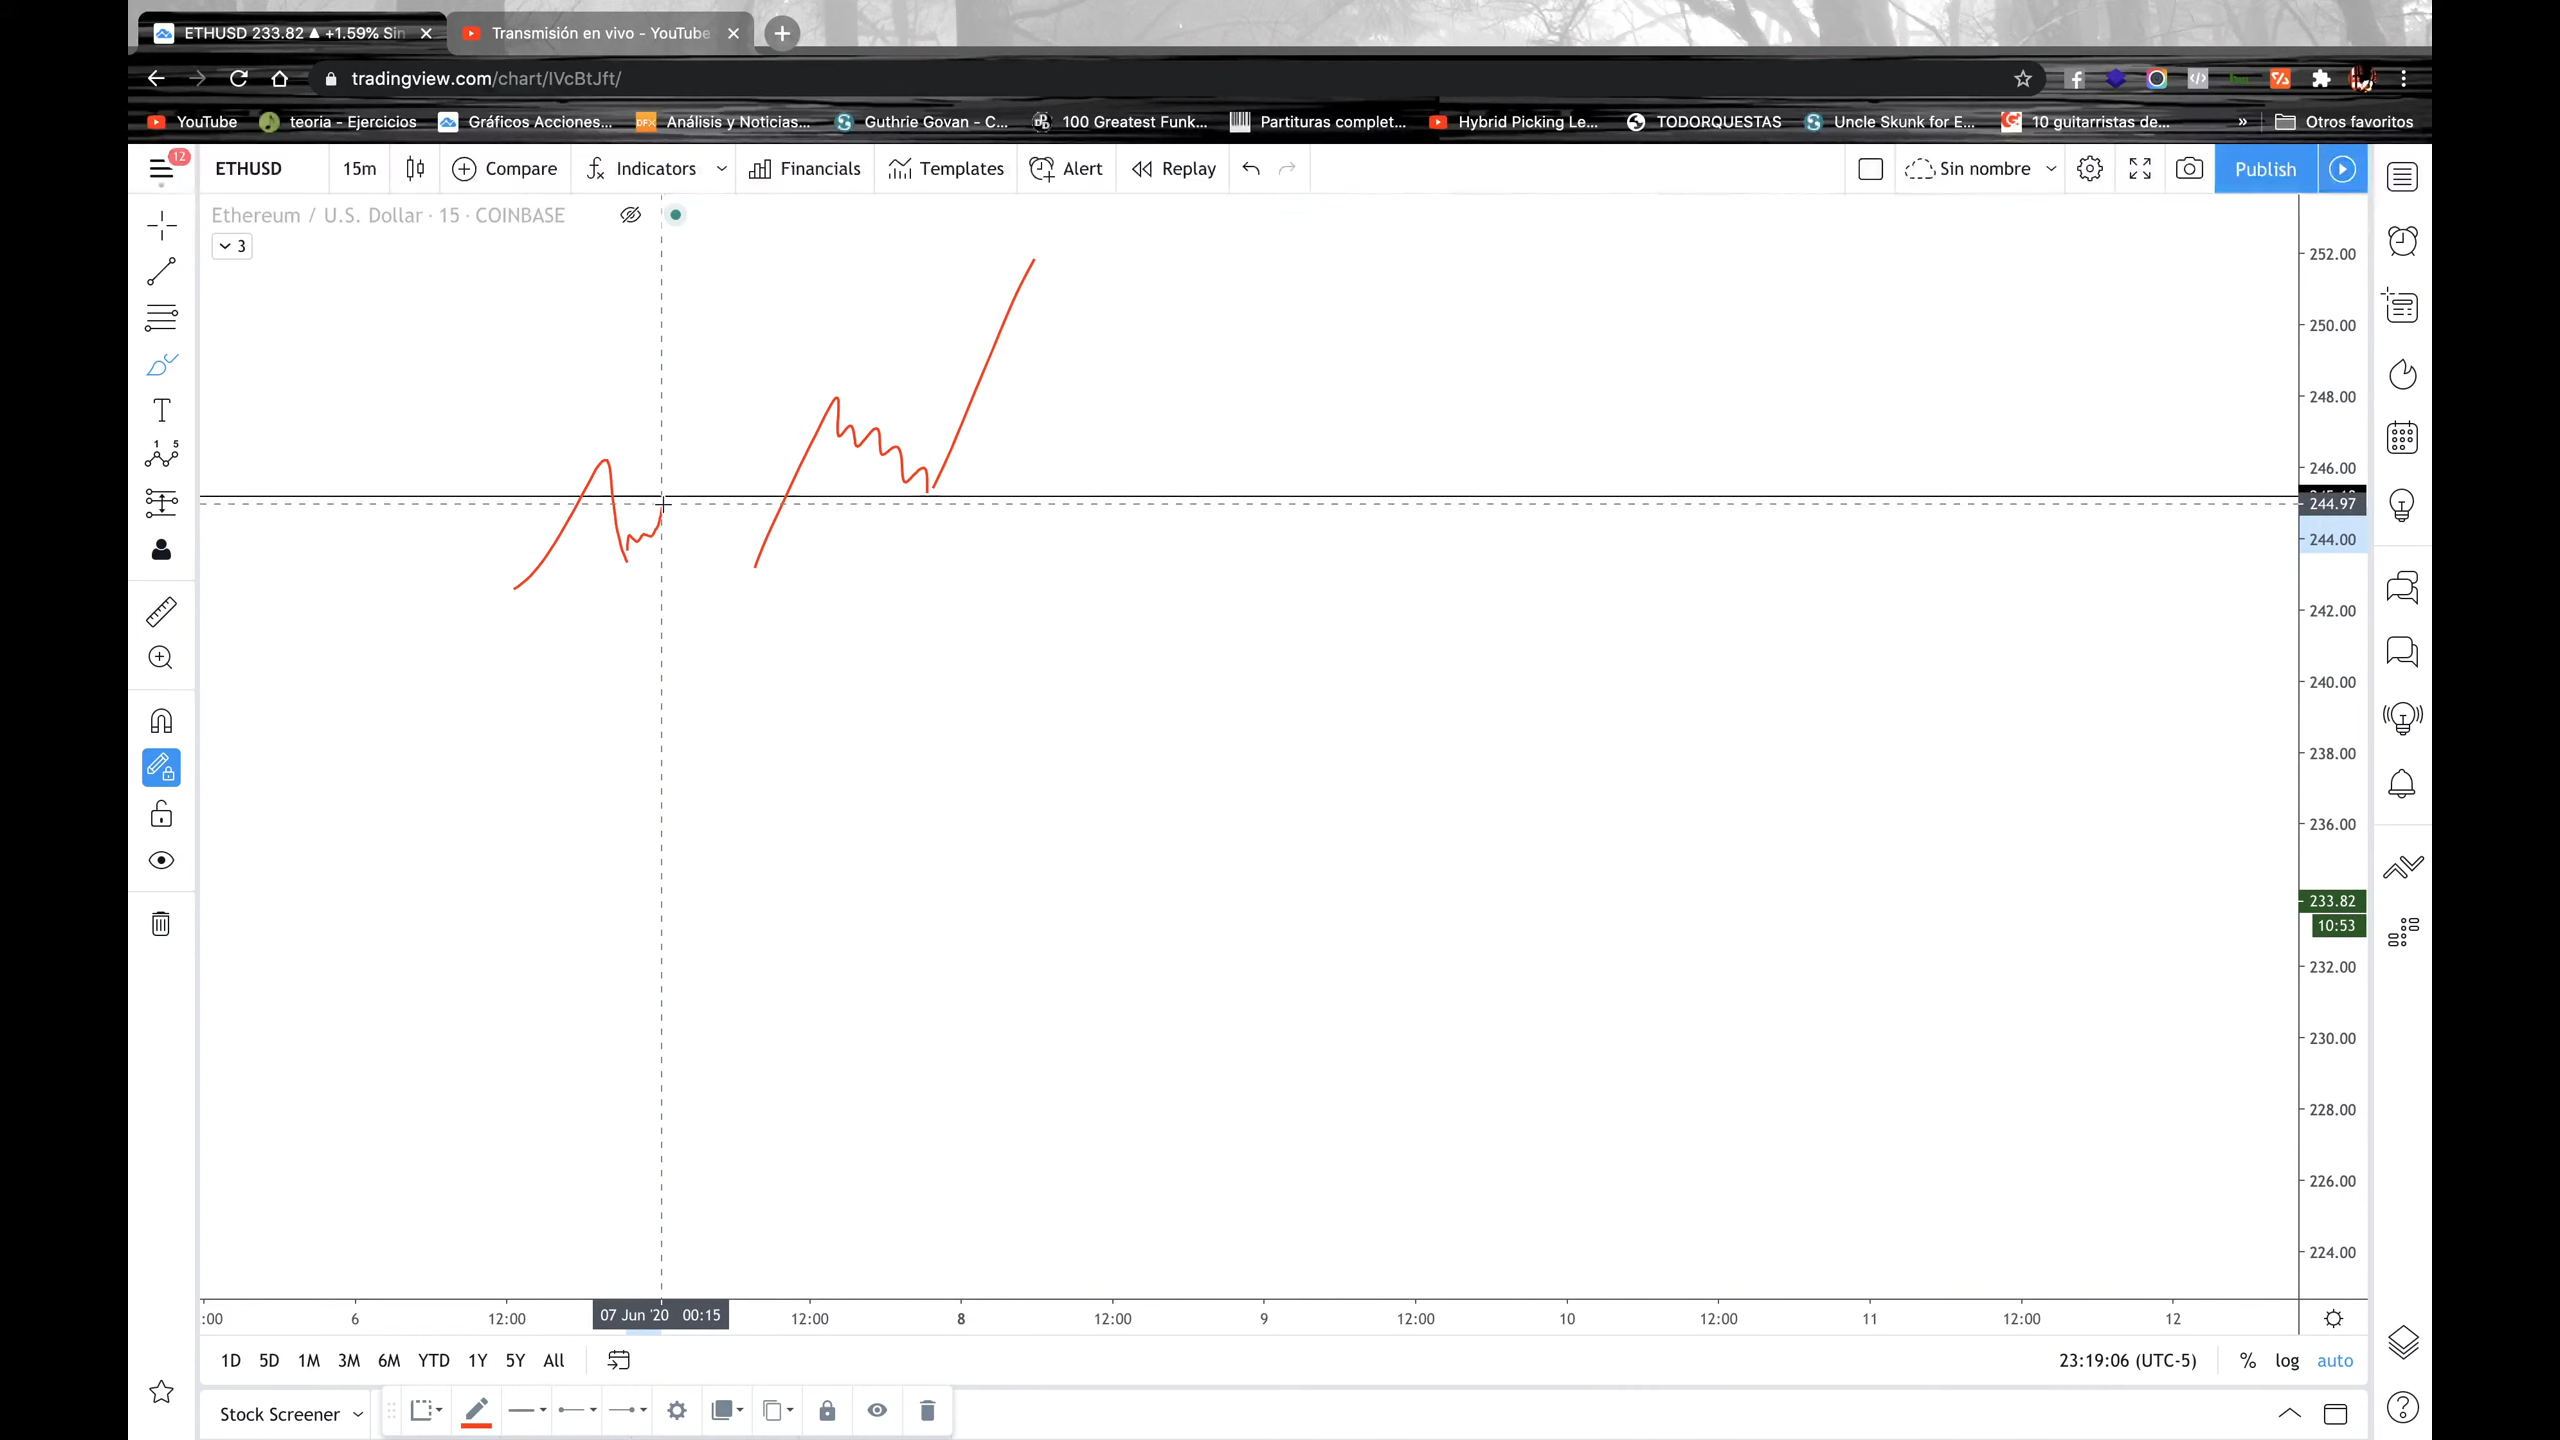 ETHUSD 233.82 ▲ +1.59% Sin
Transmisión en vivo - YouTube
tradingview.com/chart/IVcBtJft/
YouTube
teoria - Ejercicios
Gráficos Acciones...
DFX
Análisis y Noticias...
Guthrie Govan - C...
100 Greatest Funk...
Partituras complet...
Hybrid Picking Le...
TODORQUESTAS
Uncle Skunk for E...
10 guitarristas de...
»
Otros favoritos
12
ETHUSD
15m
Compare
Indicators
Financials
Templates
Alert
Replay
Sin nombre
Publish
Ethereum / U.S. Dollar · 15 · COINBASE
3
252.00
250.00
248.00
246.00
244.97
244.00
242.00
240.00
238.00
236.00
233.82
10:53
232.00
230.00
228.00
226.00
224.00
:00
6
12:00
07 Jun '20 00:15
12:00
8
12:00
9
12:00
10
12:00
11
12:00
12
1D 5D 1M 3M 6M YTD 1Y 5Y All
23:19:06 (UTC-5)
%
log
auto
Stock Screener